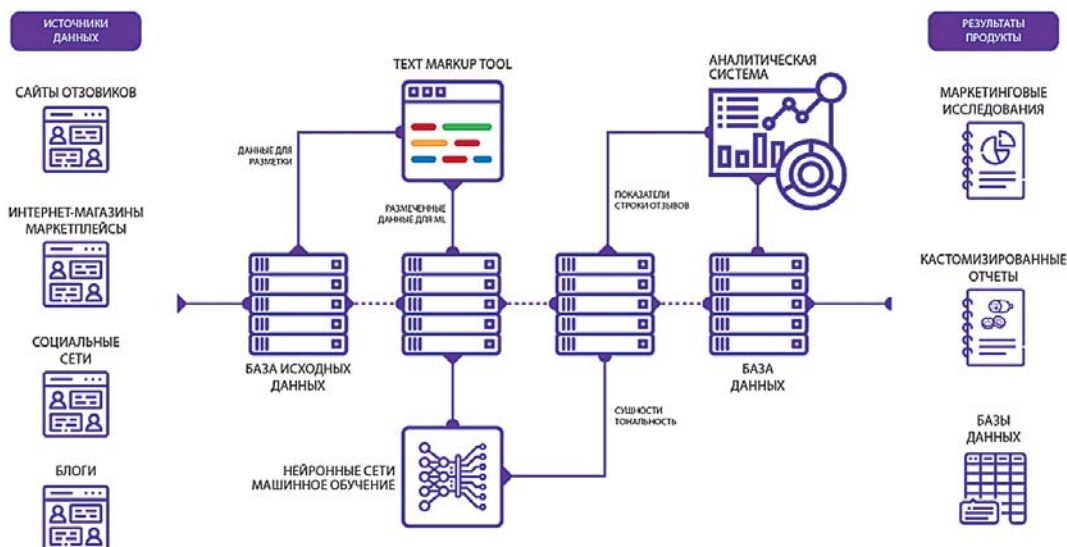 ИСТОЧНИКИ
ДАННЫХ
САЙТЫ ОТЗОВИКОВ
ИНТЕРНЕТ-МАГАЗИНЫ
МАРКЕТПЛЕЙСЫ
СОЦИАЛЬНЫЕ
СЕТИ
БЛОГИ
TEXT MARKUP TOOL
ДАННЫЕ ДЛЯ
РАЗМЕТКИ
РАЗМЕЧЕННЫЕ
ДАННЫЕ ДЛЯ ML
БАЗА ИСХОДНЫХ
ДАННЫХ
НЕЙРОННЫЕ СЕТИ
МАШИННОЕ ОБУЧЕНИЕ
АНАЛИТИЧЕСКАЯ
СИСТЕМА
ПОКАЗАТЕЛИ
СТРОКИ ОТЗЫВОВ
СУЩНОСТИ
ТОНАЛЬНОСТЬ
БАЗА
ДАННЫХ
РЕЗУЛЬТАТЫ
ПРОДУКТЫ
МАРКЕТИНГОВЫЕ
ИССЛЕДОВАНИЯ
КАСТОМИЗИРОВАННЫЕ
ОТЧЕТЫ
БАЗЫ
ДАННЫХ